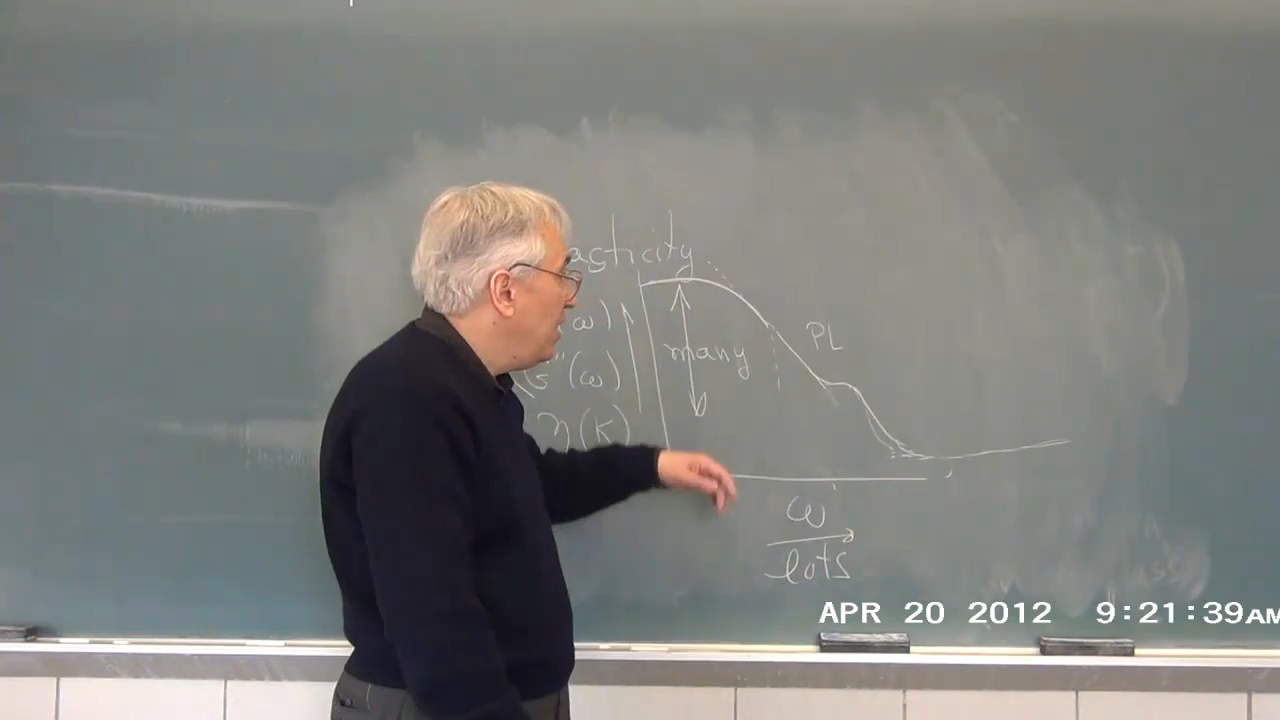 asticity
ω)
G"(ω)
η(κ)
many
PL
ω
lots
APR 20 2012 9:21:39AM